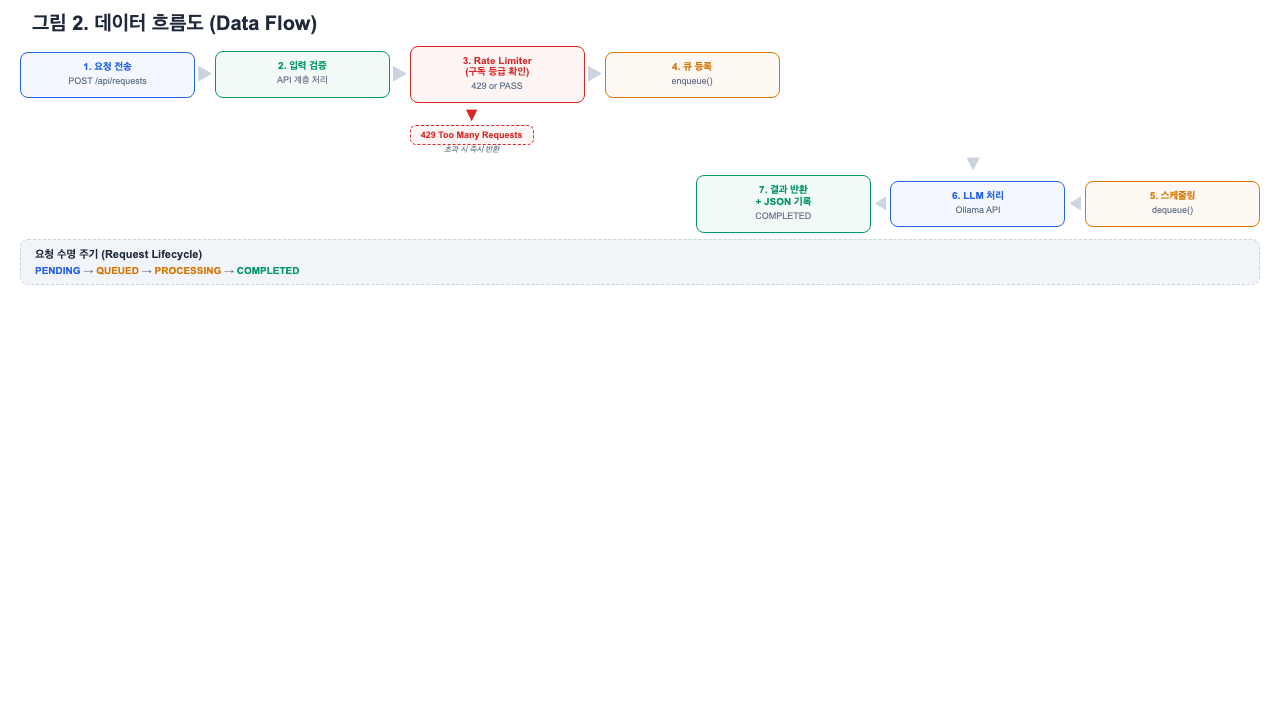 그림 2. 데이터 흐름도 (Data Flow)
1. 요청 전송
POST /api/requests
2. 입력 검증
API 계층 처리
3. Rate Limiter
(구독 등급 확인)
429 or PASS
4. 큐 등록
enqueue()
429 Too Many Requests
초과 시 즉시 반환
7. 결과 반환
+ JSON 기록
COMPLETED
6. LLM 처리
Ollama API
5. 스케줄링
dequeue()
요청 수명 주기 (Request Lifecycle)
PENDING → QUEUED → PROCESSING → COMPLETED